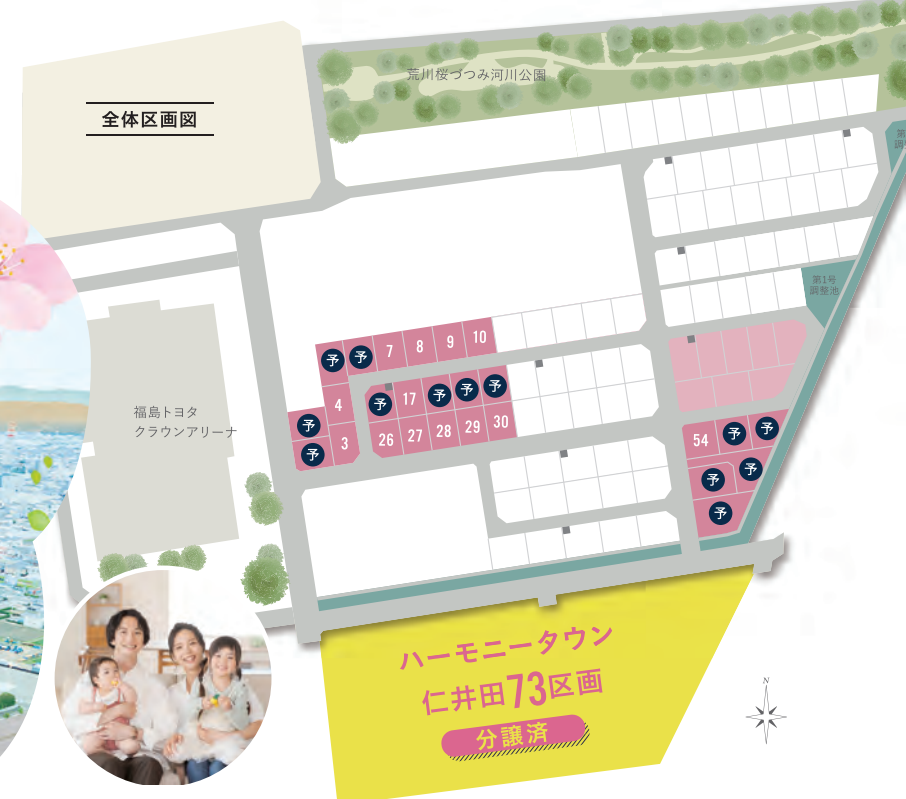 全体区画図
荒川桜づつみ河川公園
第1号
調整池
予 予 7 8 9 10
予 4
予 3
予 17 予 予 予
26 27 28 29 30
54 予 予
予 予
予
福島トヨタ
クラウンアリーナ
ハーモニータウン
仁井田73区画
分譲済
N